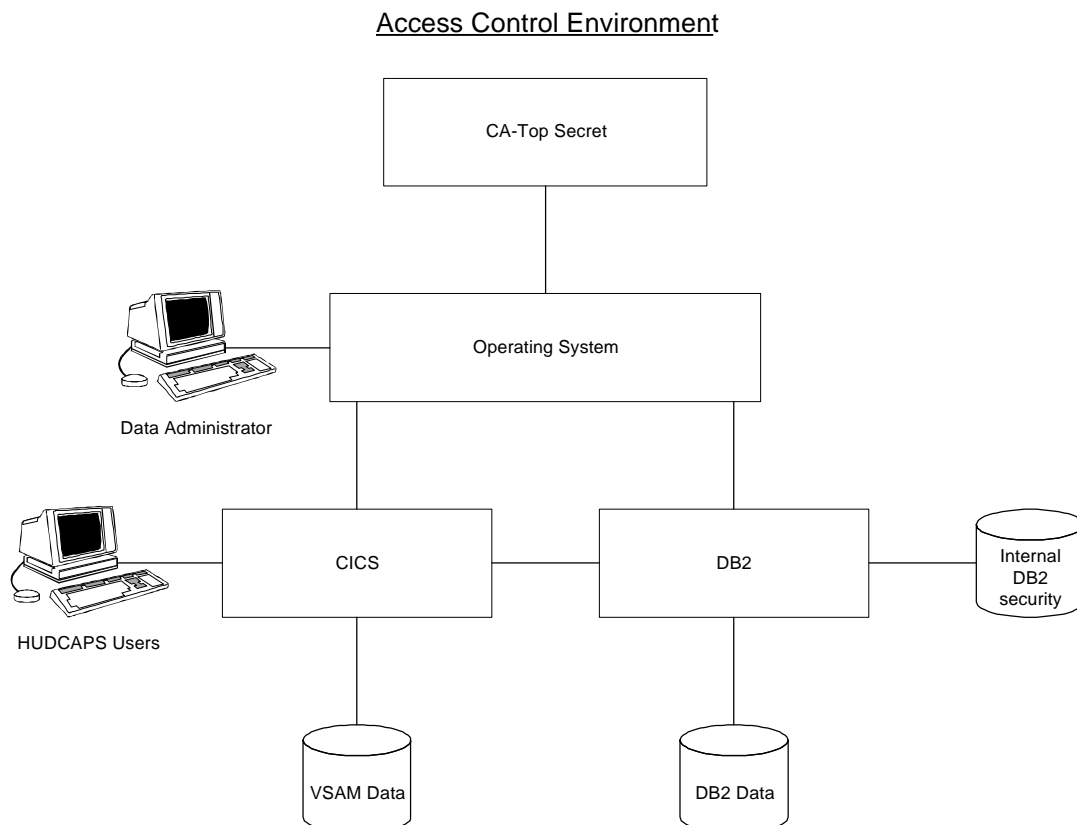 Access Control Environment
CA-Top Secret
Operating System
Data Administrator
CICS
DB2
Internal
DB2
security
HUDCAPS Users
VSAM Data
DB2 Data